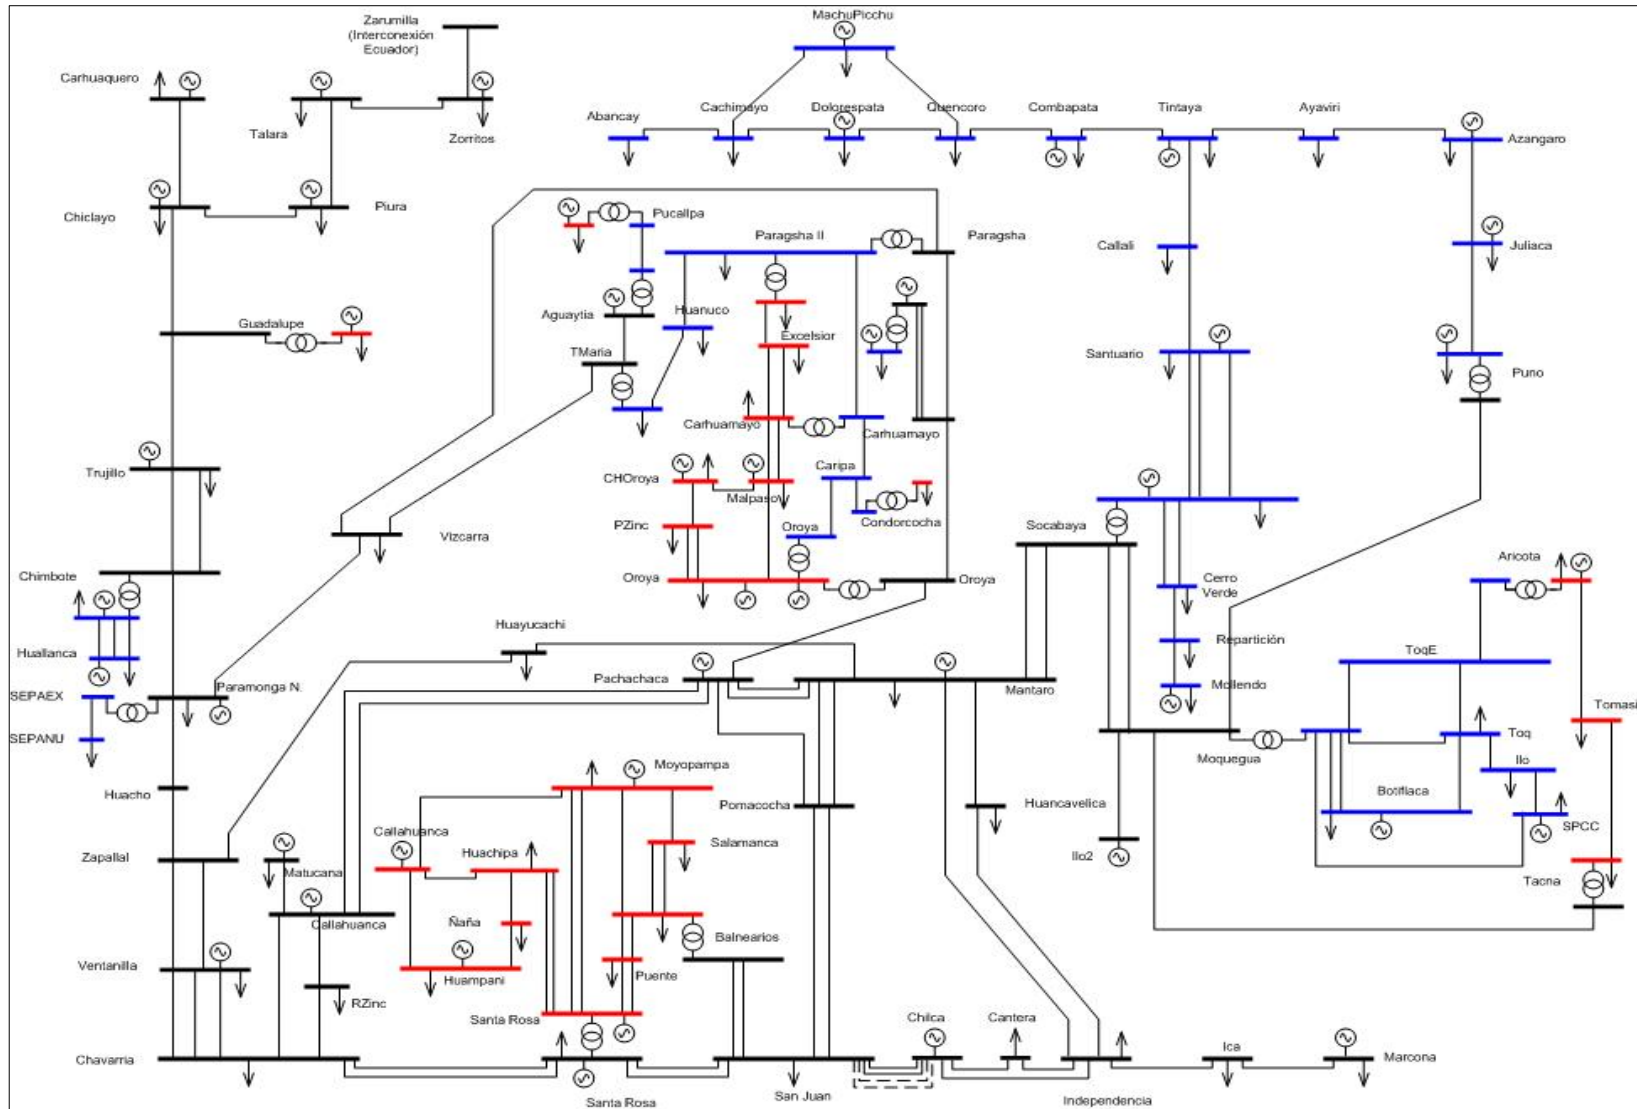 MachuPicchu
Zarumilla
(Interconexión
Ecuador)
Carhuaquero
Talara
Zorritos
Abancay
Cachimayo
Dolorespata
Quencoro
Combapata
Tintaya
Ayaviri
Azangaro
Chiclayo
Piura
Pucallpa
Paragsha II
Paragsha
Callali
Juliaca
Guadalupe
Aguaytia
Huanuco
Excelsior
TMaria
Santuario
Puno
Carhuamayo
Carhuamayo
Trujillo
CHOroya
Malpaso
Caripa
Condorcocha
PZinc
Oroya
Vizcarra
Socabaya
Chimbote
Oroya
Oroya
Cerro
Verde
Aricota
Huayucachi
Repartición
ToqE
Huallanca
SEPAEX
Paramonga N.
Pachachaca
Mantaro
Mollendo
Tomasi
SEPANU
Moquegua
Toq
Ilo
Moyopampa
Huacho
Pomacocha
Huancavelica
Botiflaca
SPCC
Callahuanca
Huachipa
Salamanca
Zapallal
Matucana
Ilo2
Tacna
Callahuanca
Ñaña
Balnearios
Ventanilla
Huampani
Puente
RZinc
Santa Rosa
Chilca
Cantera
Chavarria
Ica
Marcona
Santa Rosa
San Juan
Independencia